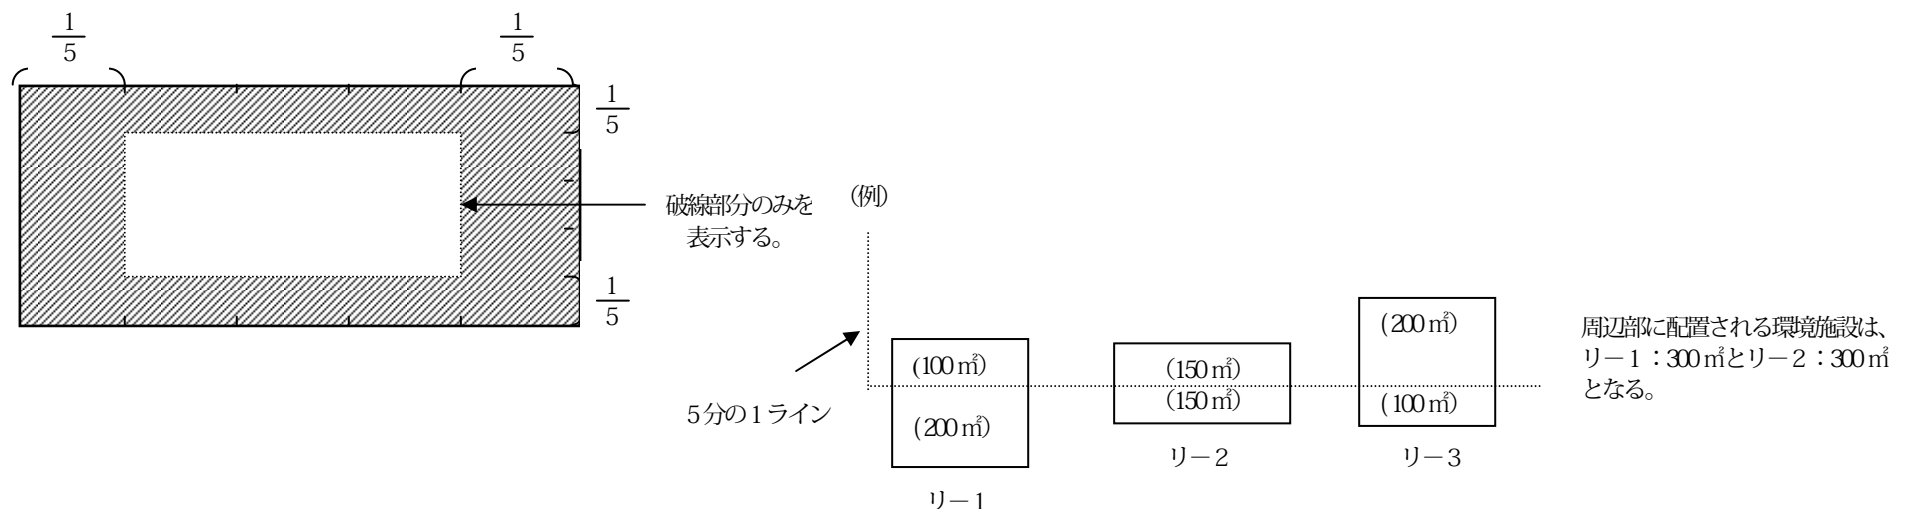 1
5
1
5
1
5
1
5
破線部分のみを
表示する。
（例）
5分の1ライン
(100㎡)
(200㎡)
リ－1
(150㎡)
(150㎡)
リ－2
(200㎡)
(100㎡)
リ－3
周辺部に配置される環境施設は、
リ－1：300㎡とリ－2：300㎡
となる。